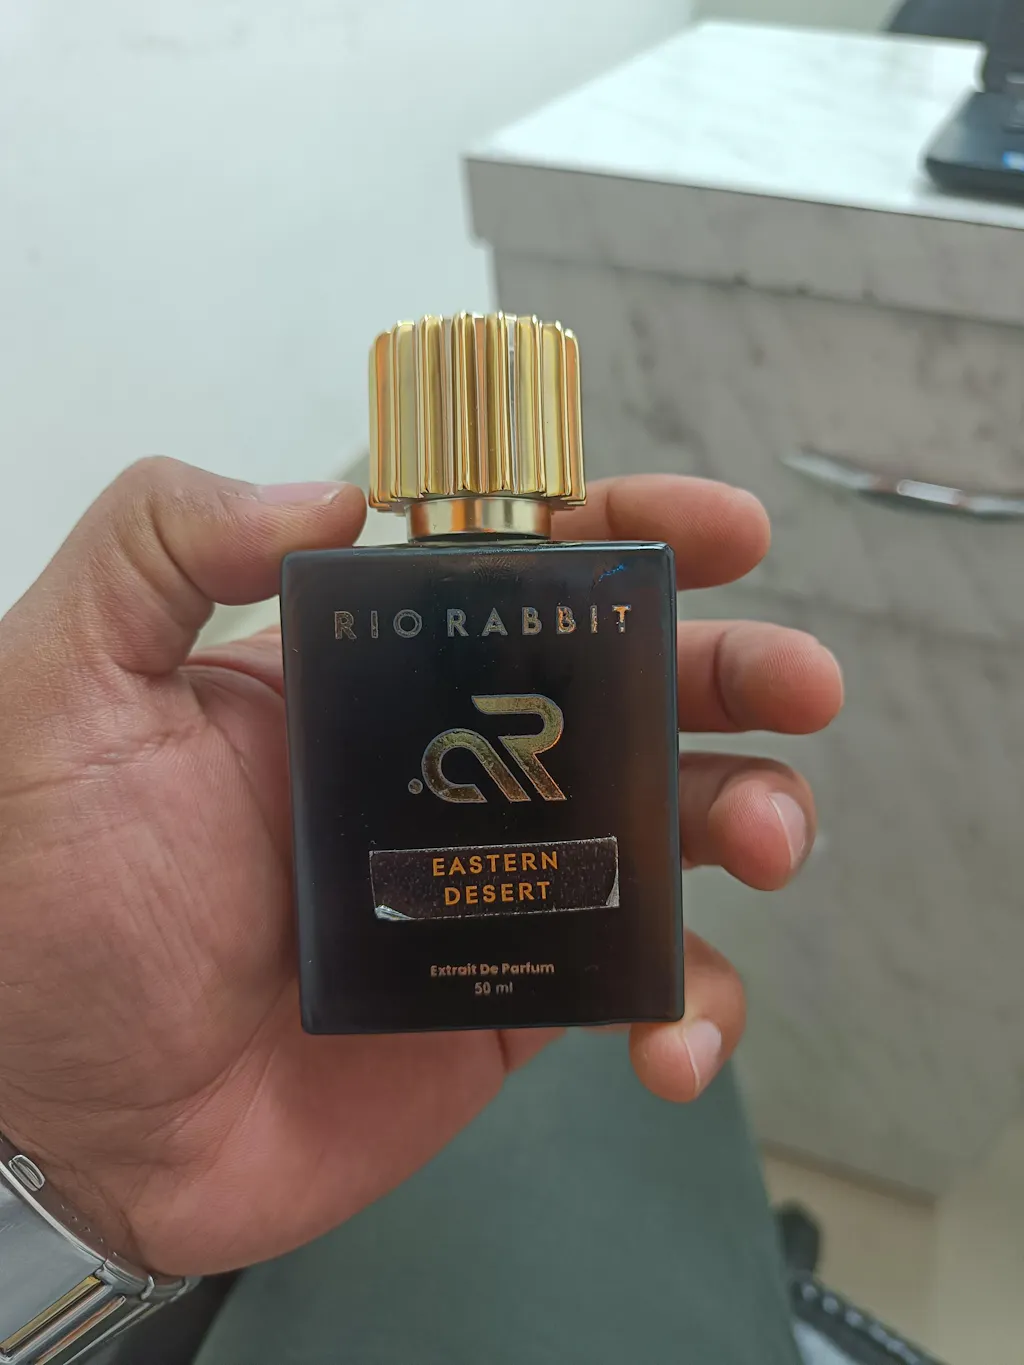 RIO RABBIT
EASTERN
DESERT
Extrait De Parfum
50 ml